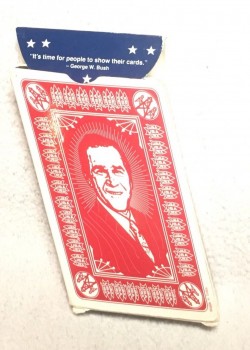 "It's time for people to show their cards."
– George W. Bush